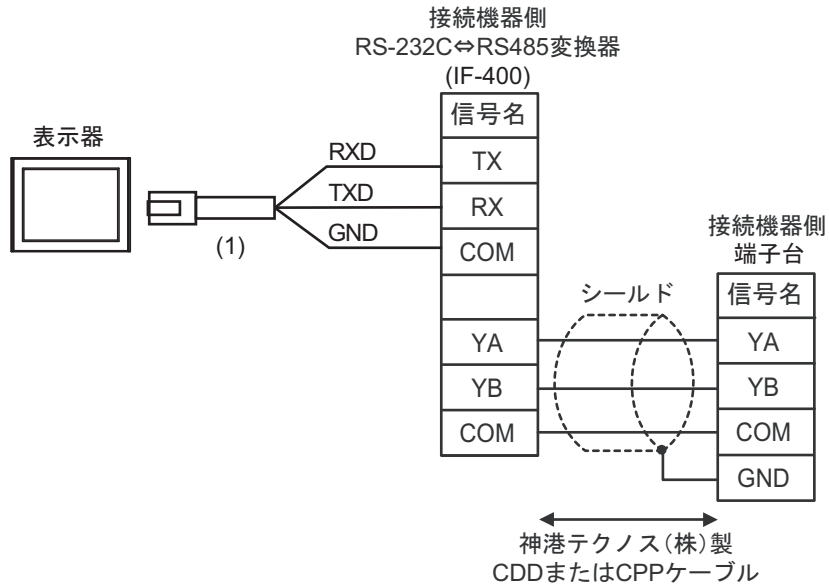 接続機器側
RS-232C⇔RS485変換器
(IF-400)
信号名
表示器
RXD
TX
TXD
RX
(1)
GND
COM
接続機器側
端子台
シールド
信号名
YA
YA
YB
YB
COM
COM
GND
神港テクノス(株)製
CDDまたはCPPケーブル